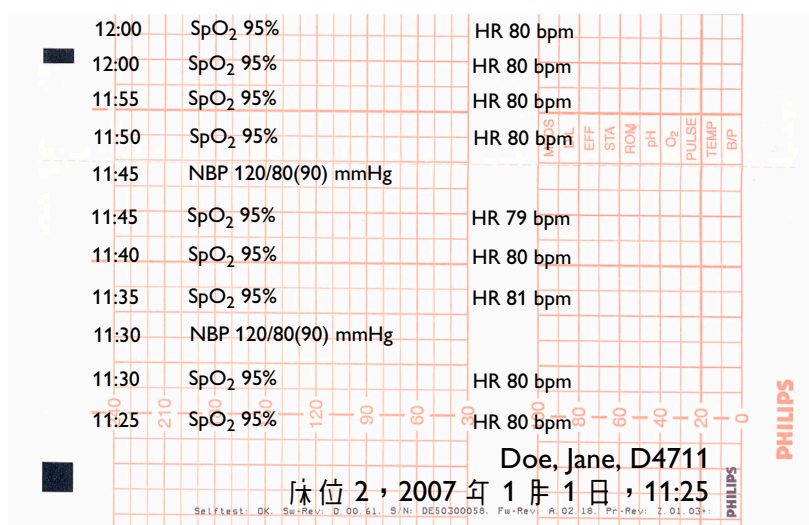 12:00 SpO₂ 95% HR 80 bpm
12:00 SpO₂ 95% HR 80 bpm
11:55 SpO₂ 95% HR 80 bpm
11:50 SpO₂ 95% HR 80 bpm
EFF STA ROM pH O₂ PULSE TEMP B/P
11:45 NBP 120/80(90) mmHg
11:45 SpO₂ 95% HR 79 bpm
11:40 SpO₂ 95% HR 80 bpm
11:35 SpO₂ 95% HR 81 bpm
11:30 NBP 120/80(90) mmHg
11:30 SpO₂ 95% HR 80 bpm
210 120 90 60 30 80 60 40 20 0
11:25 SpO₂ 95% HR 80 bpm
PHILIPS
Doe, Jane, D4711
床位 2，2007 年 1 月 1 日，11:25
PHILIPS
Selftest: OK. Sw-Rev: D.00.61. S/N: DE50300058. Fw-Rev: A.02.18. Pr-Rev: Z.01.03+: